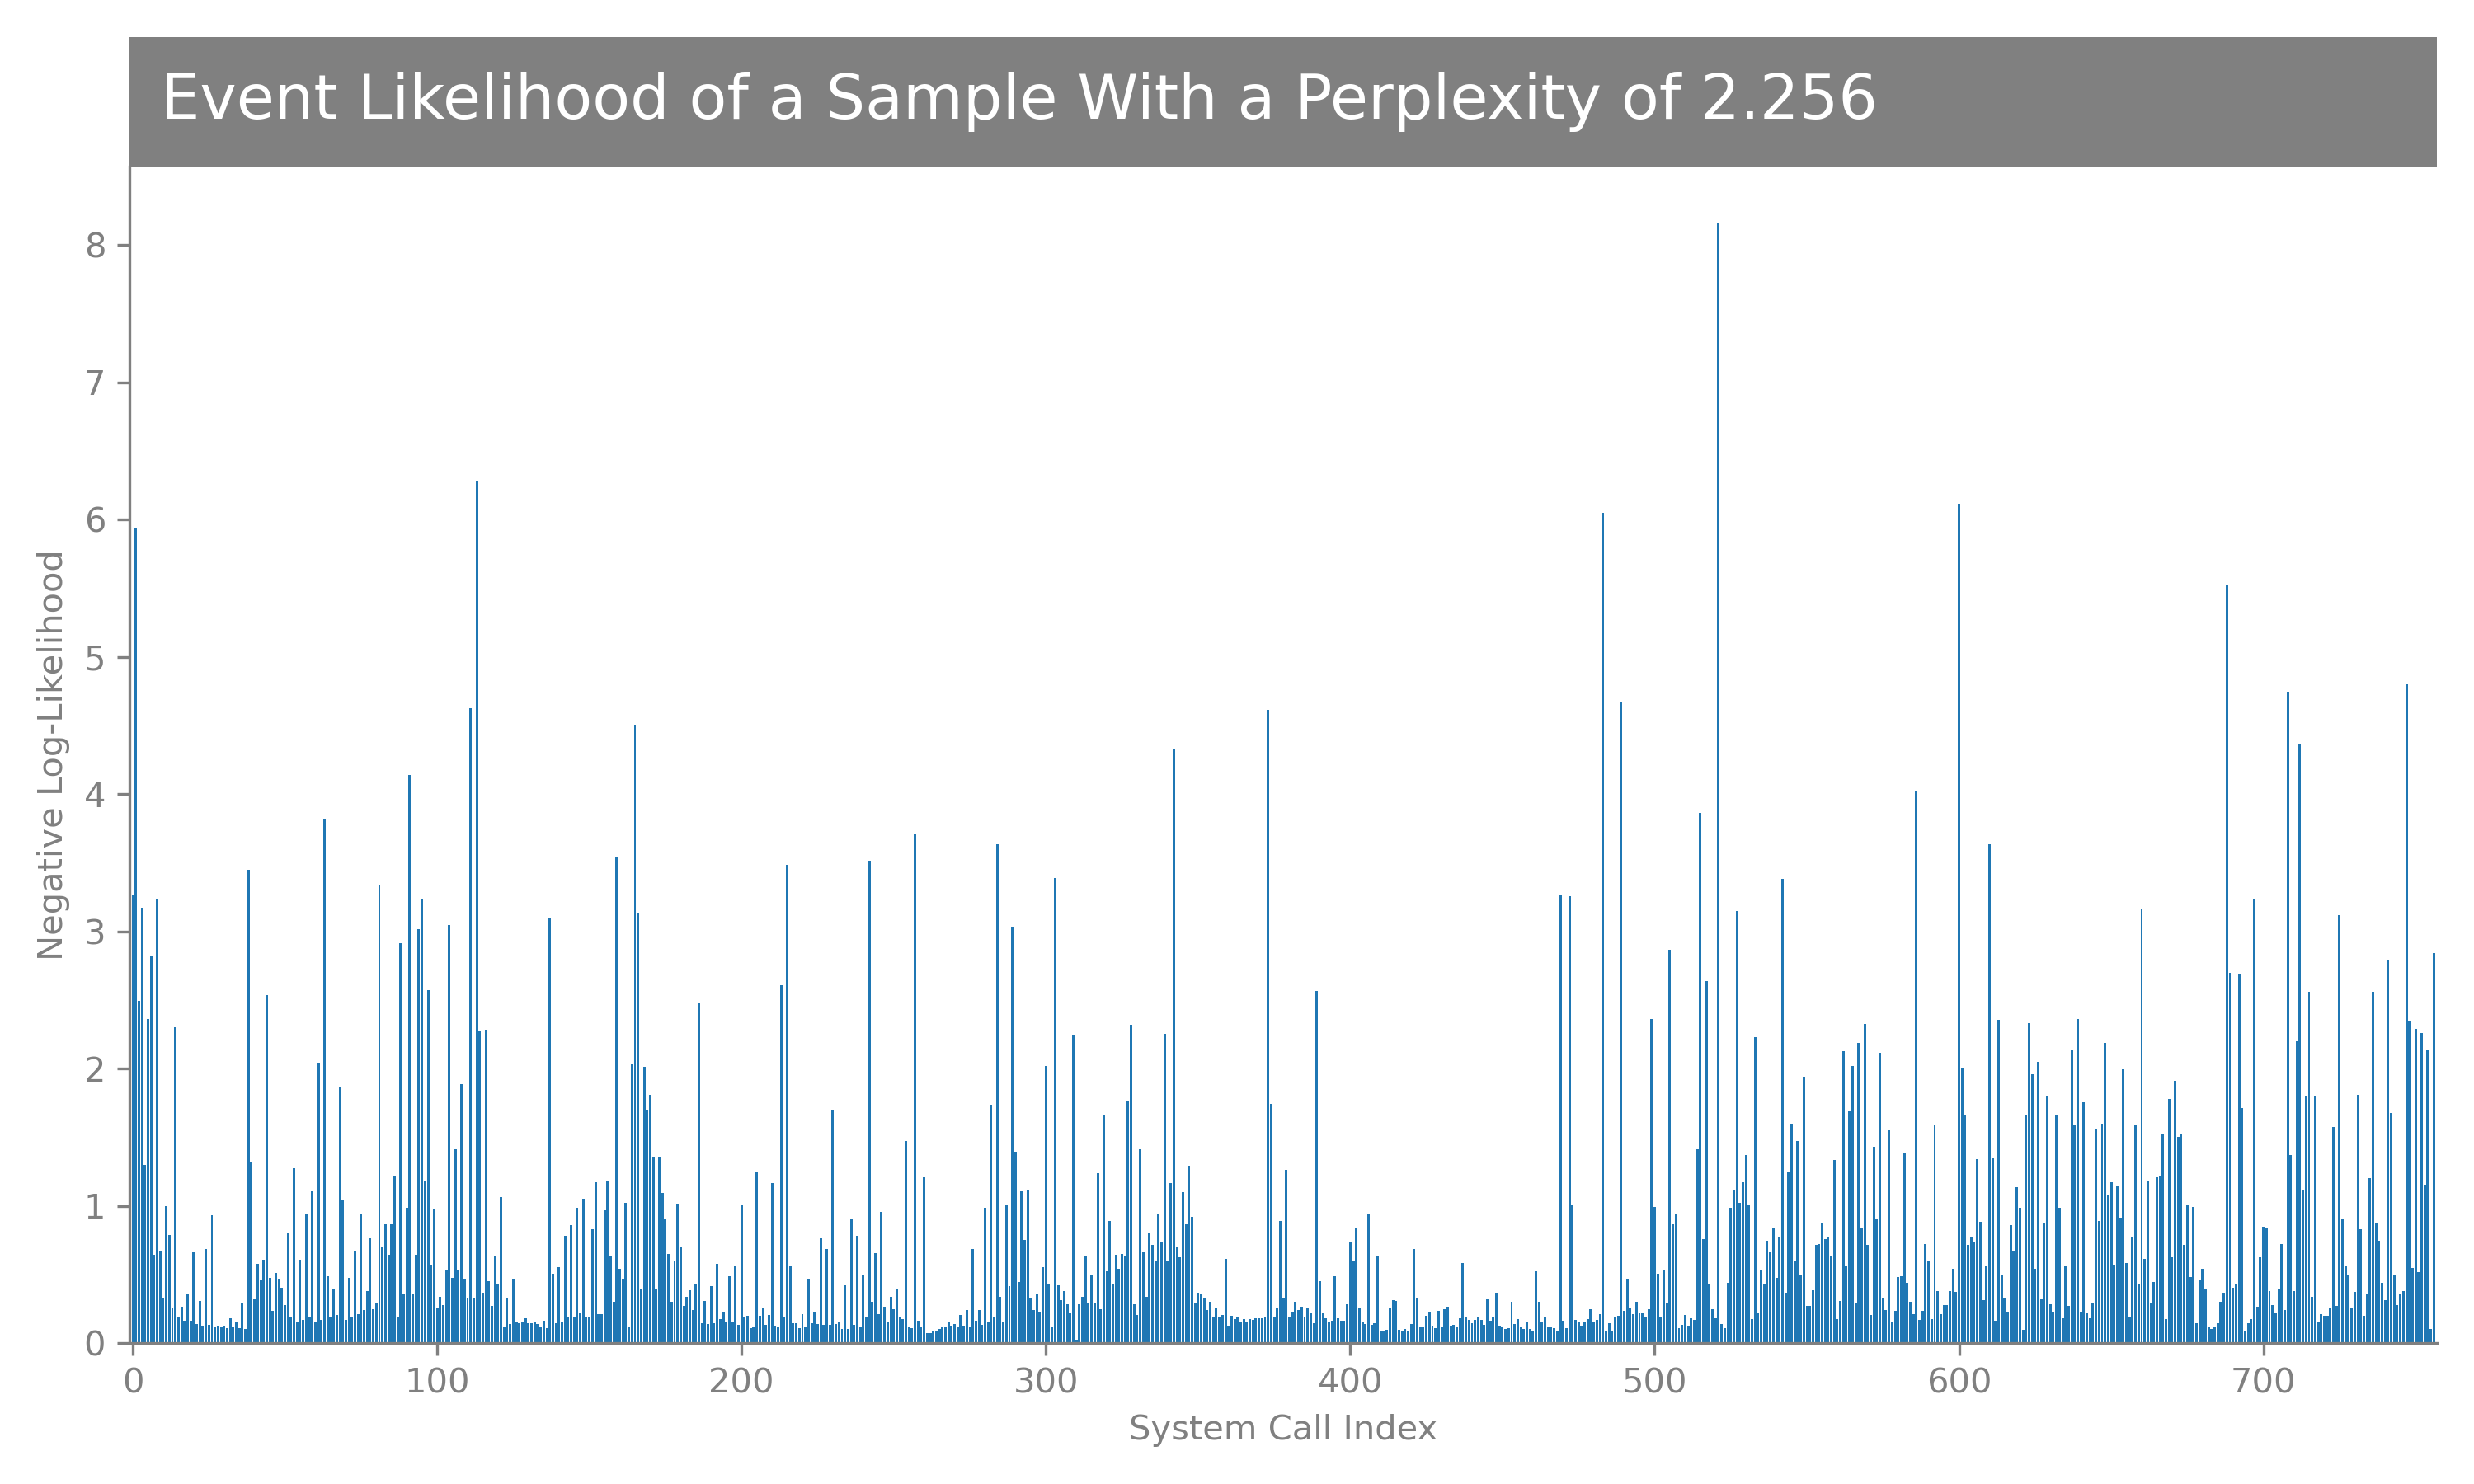 Event Likelihood of a Sample With a Perplexity of 2.256
8
7
6
5
4
3
2
1
0
Negative Log-Likelihood
0 100 200 300 400 500 600 700
System Call Index